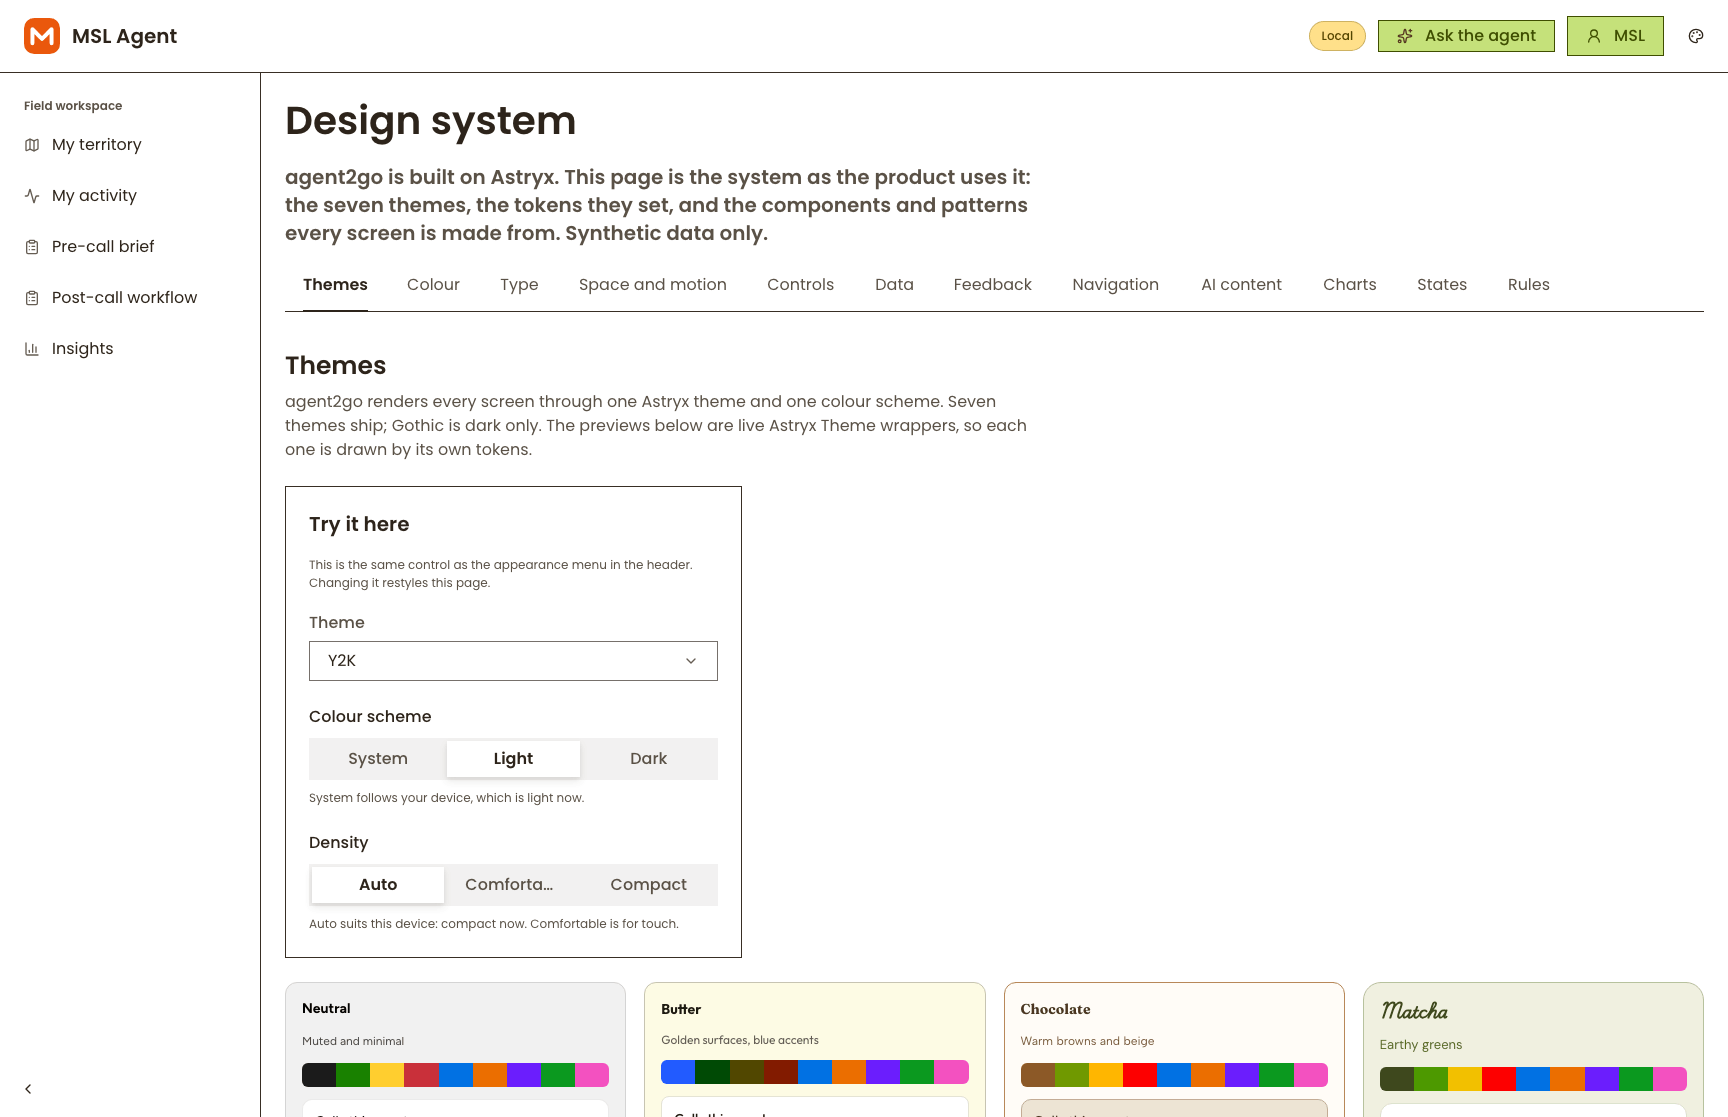 MSL Agent
Local
Ask the agent
MSL
Field workspace
My territory
My activity
Pre-call brief
Post-call workflow
Insights
Design system
agent2go is built on Astryx. This page is the system as the product uses it:
the seven themes, the tokens they set, and the components and patterns
every screen is made from. Synthetic data only.
Themes
Colour
Type
Space and motion
Controls
Data
Feedback
Navigation
AI content
Charts
States
Rules
Themes
agent2go renders every screen through one Astryx theme and one colour scheme. Seven
themes ship; Gothic is dark only. The previews below are live Astryx Theme wrappers, so each
one is drawn by its own tokens.
Try it here
This is the same control as the appearance menu in the header.
Changing it restyles this page.
Theme
Y2K
Colour scheme
System
Light
Dark
System follows your device, which is light now.
Density
Auto
Comforta...
Compact
Auto suits this device: compact now. Comfortable is for touch.
Neutral
Muted and minimal
Butter
Golden surfaces, blue accents
Chocolate
Warm browns and beige
Matcha
Earthy greens